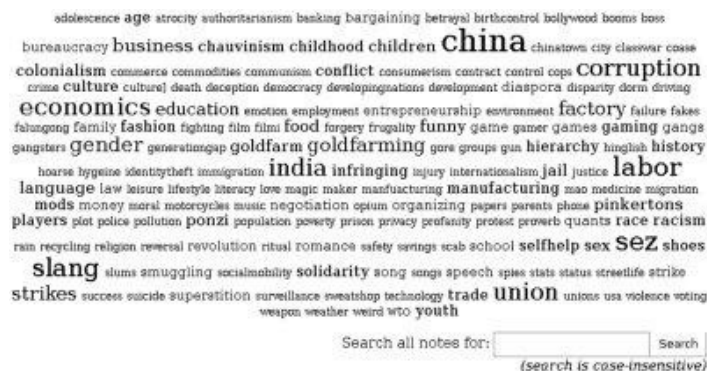 adolescence age atrocity authoritarianism banking bargaining betrayal birthcontrol bollywood booms boss
bureaucracy business chauvinism childhood children china chinatown city classwar coase
colonialism commerce commodities communism conflict consumerism contract control cops corruption
crime culture culture] death deception democracy developingnations development diaspora disparity dorm driving
economics education emotion employment entrepreneurship environment factory failure fakes
falungong family fashion fighting film filmi food forgery frugality funny game gamer games gaming gangs
gangsters gender generationgap goldfarm goldfarming gore groups gun hierarchy hinglish history
hoarse hygeine identitytheft immigration india infringing injury internationalism jail justice labor
language law leisure lifestyle literacy love magic maker manfuacturing manufacturing mao medicine migration
mods money moral motorcycles music negotiation opium organizing papers parents phone pinkertons
players plot police pollution ponzi population poverty prison privacy profanity protest proverb quants race racism
rain recycling religion reversal revolution ritual romance safety savings scab school selfhelp sex sez shoes
slang slums smuggling socialmobility solidarity song songs speech spies stats status streetlife strike
strikes success suicide superstition surveillance sweatshop technology trade union unions usa violence voting
weapon weather weird wto youth
Search all notes for: Search
(search is case-insensitive)